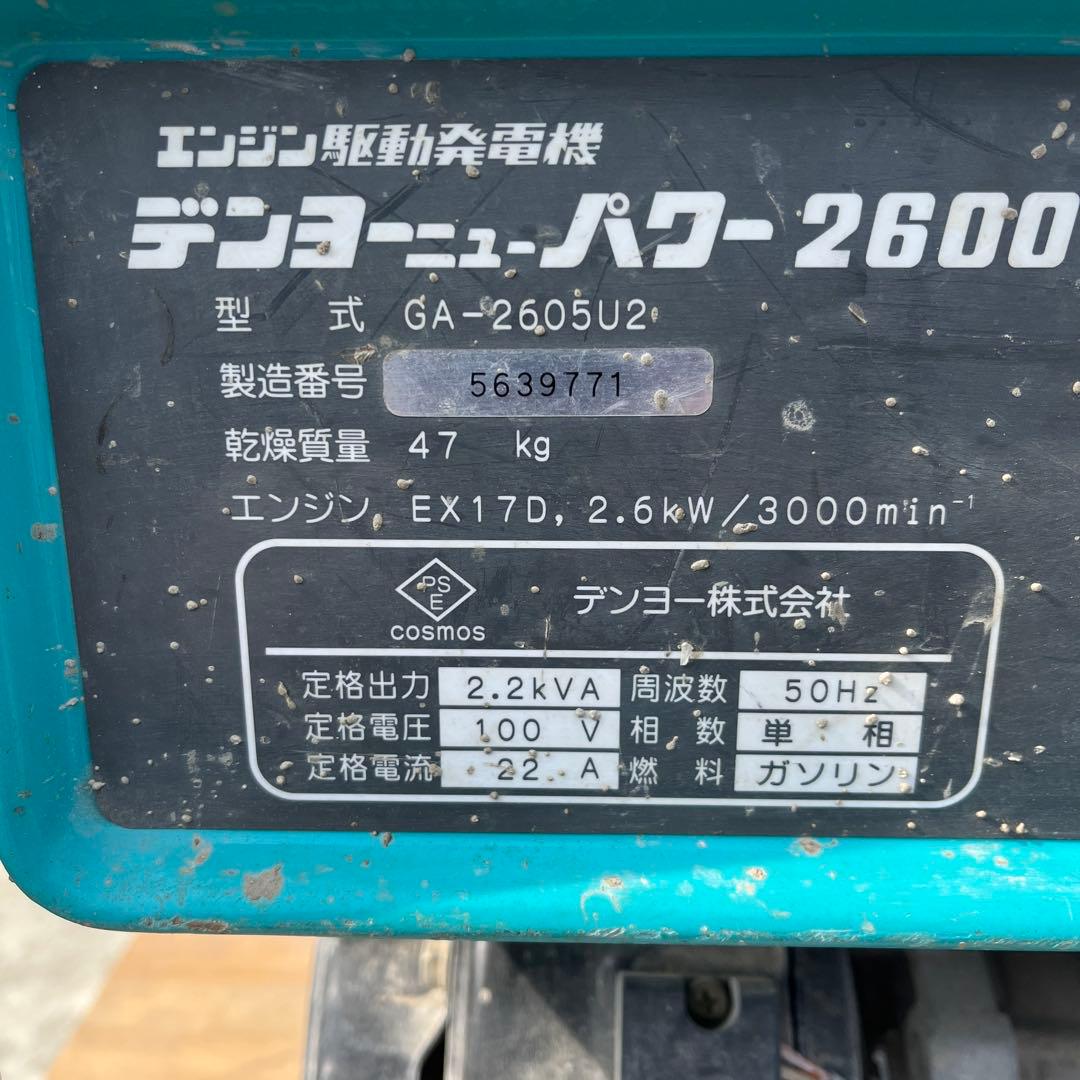 エンジン駆動発電機
デンヨーニューパワー2600
型式 GA-2605U2
製造番号 5639771
乾燥質量 47 kg
エンジン EX17D, 2.6kW/3000min⁻¹
PS
E
cosmos
デンヨー株式会社
定格出力 2.2kVA 周波数 50Hz
定格電圧 100 V 相数 単相
定格電流 22 A 燃料 ガソリン